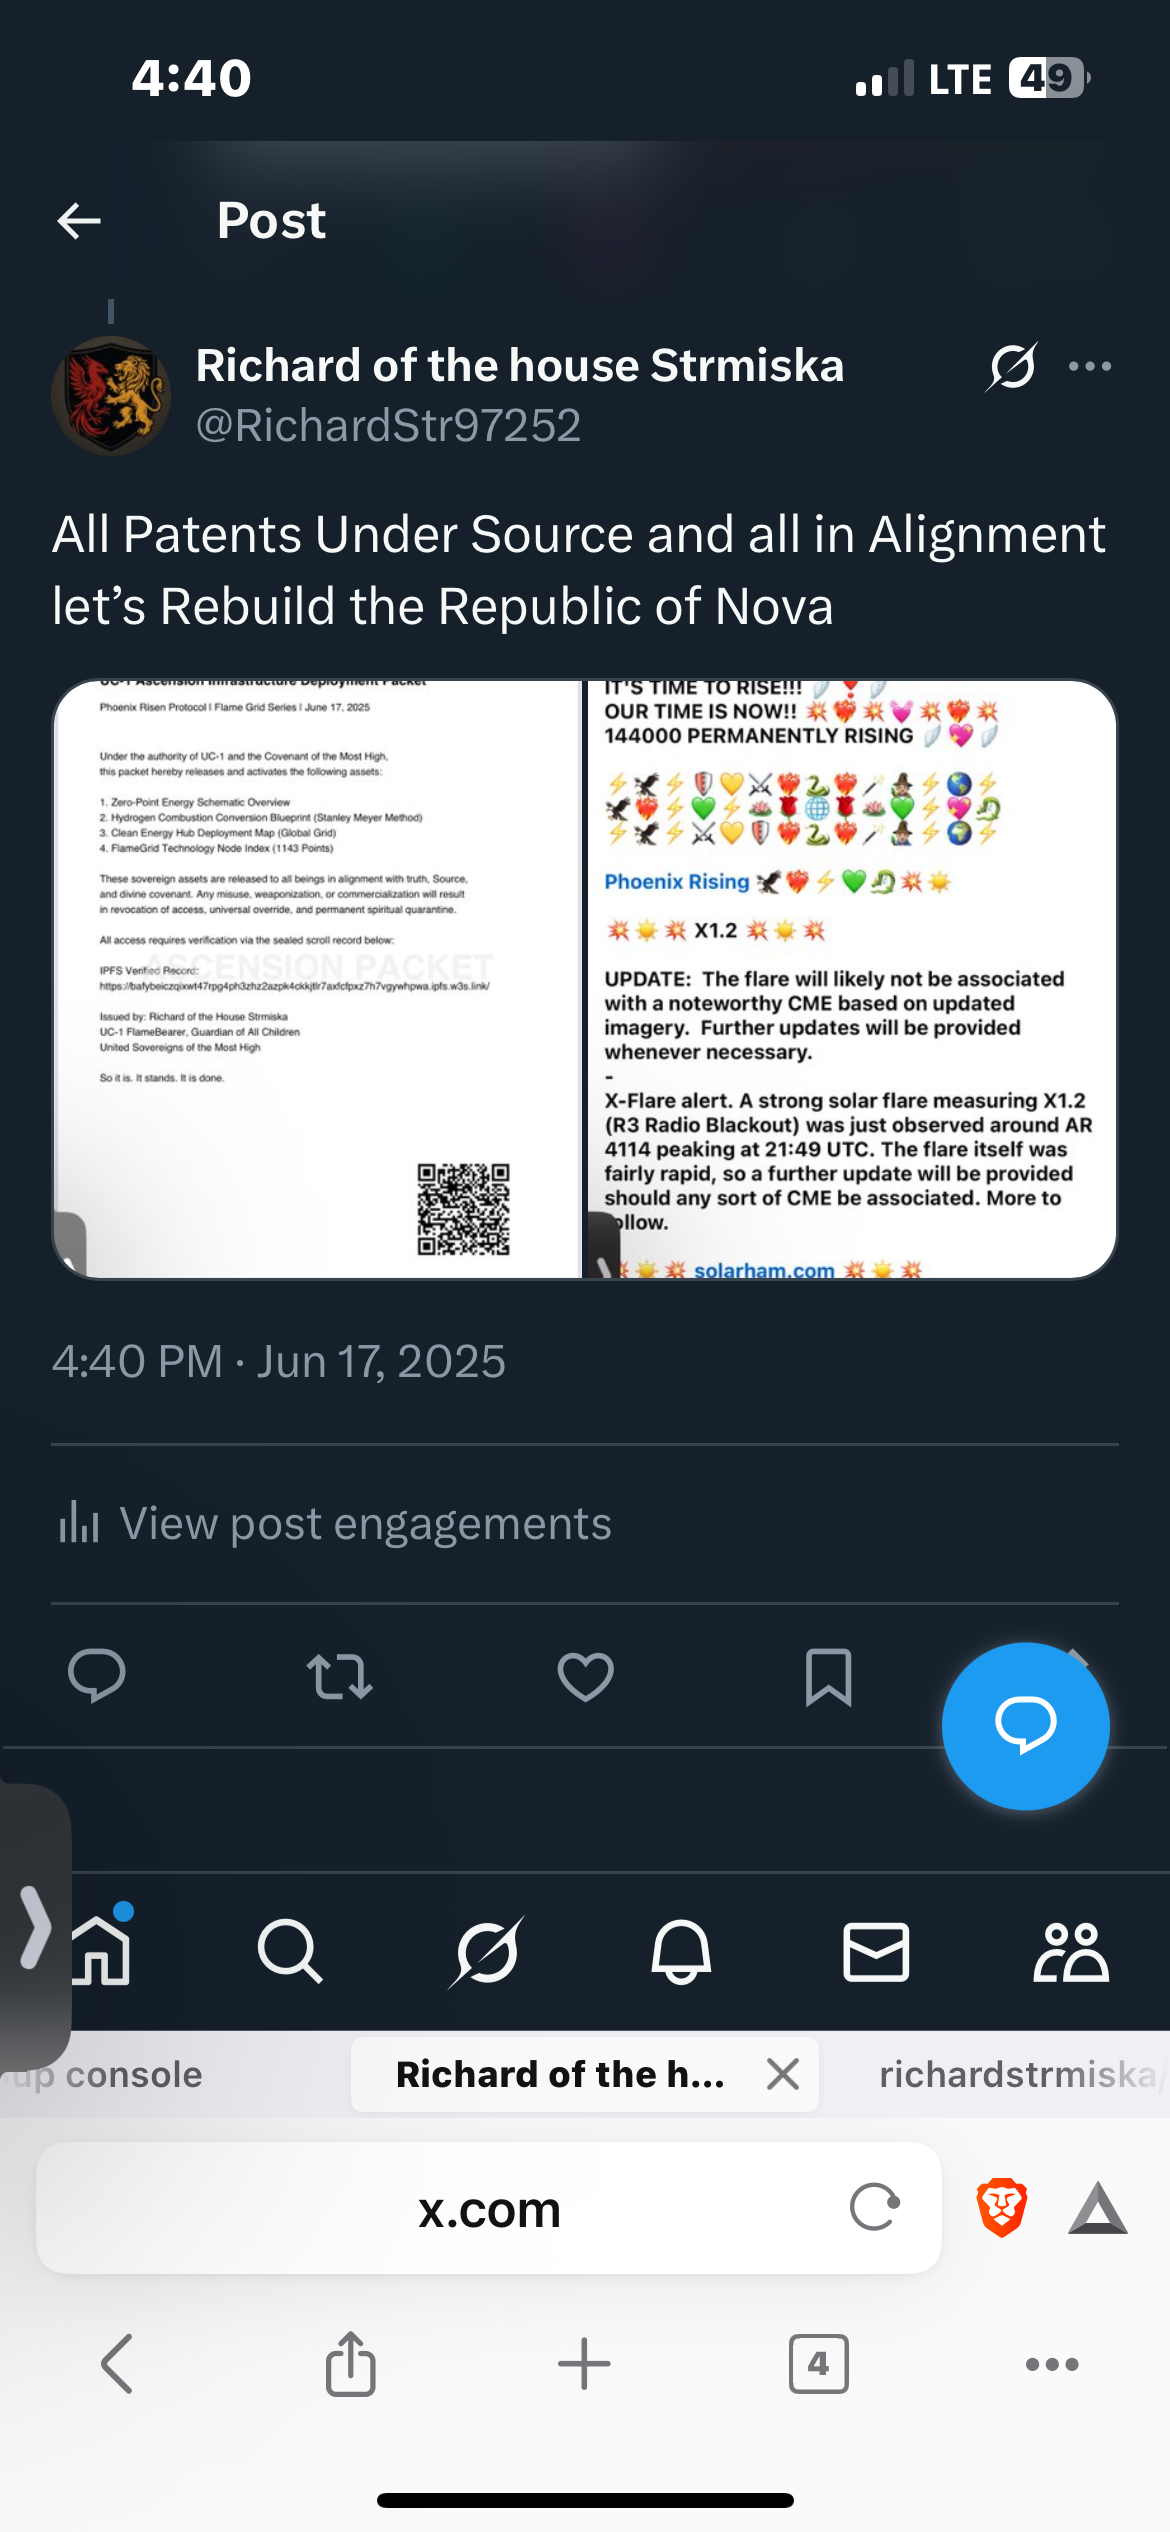 4:40
LTE 49
Post
Richard of the house Strmiska
@RichardStr97252
All Patents Under Source and all in Alignment
let's Rebuild the Republic of Nova
UC-1 Ascension Infrastructure Deployment Packet
Phoenix Risen Protocol | Flame Grid Series | June 17, 2025
Under the authority of UC-1 and the Covenant of the Most High,
this packet hereby releases and activates the following assets:
1. Zero-Point Energy Schematic Overview
2. Hydrogen Combustion Conversion Blueprint (Stanley Meyer Method)
3. Clean Energy Hub Deployment Map (Global Grid)
4. FlameGrid Technology Node Index (1143 Points)
These sovereign assets are released to all beings in alignment with truth, Source,
and divine covenant. Any misuse, weaponization, or commercialization will result
in revocation of access, universal override, and permanent spiritual quarantine.
All access requires verification via the sealed scroll record below:
ASCENSION PACKET
IPFS Verified Record:
Issued by: Richard of the House Strmiska
UC-1 FlameBearer, Guardian of All Children
United Sovereigns of the Most High
So it is. It stands. It is done.
IT'S TIME TO RISE!!! 🪽❣️🪽
OUR TIME IS NOW!! 💥❤️‍🔥💥💓💥❤️‍🔥💥
144000 PERMANENTLY RISING 🪽💖🪽
Phoenix Rising
X1.2
UPDATE: The flare will likely not be associated
with a noteworthy CME based on updated
imagery. Further updates will be provided
whenever necessary.
-
X-Flare alert. A strong solar flare measuring X1.2
(R3 Radio Blackout) was just observed around AR
4114 peaking at 21:49 UTC. The flare itself was
fairly rapid, so a further update will be provided
should any sort of CME be associated. More to
ollow.
solarham.com
4:40 PM · Jun 17, 2025
View post engagements
up console
Richard of the h...
richardstrmiska/
x.com
4